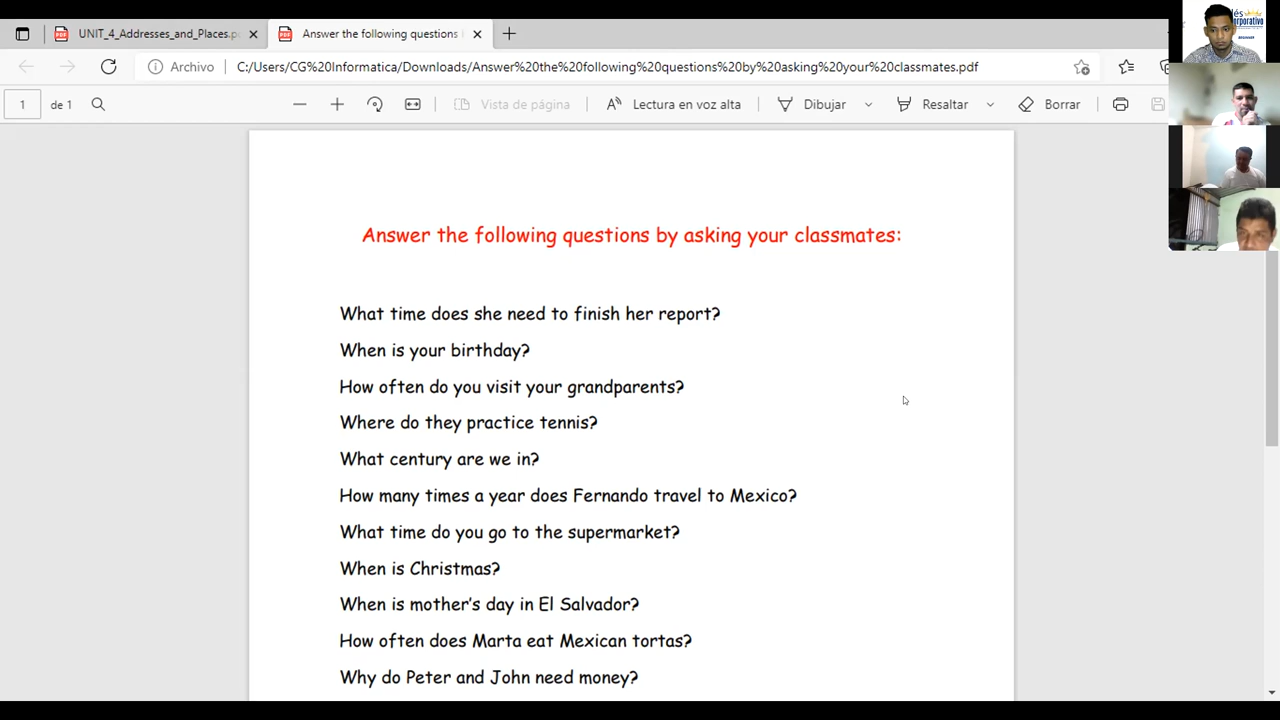 UNIT_4_Addresses_and_Places.p
Answer the following questions
Archivo
C:/Users/CG%20Informatica/Downloads/Answer%20the%20following%20questions%20by%20asking%20your%20classmates.pdf
1 de 1
Vista de página
Lectura en voz alta
Dibujar
Resaltar
Borrar
Answer the following questions by asking your classmates:
What time does she need to finish her report?
When is your birthday?
How often do you visit your grandparents?
Where do they practice tennis?
What century are we in?
How many times a year does Fernando travel to Mexico?
What time do you go to the supermarket?
When is Christmas?
When is mother's day in El Salvador?
How often does Marta eat Mexican tortas?
Why do Peter and John need money?